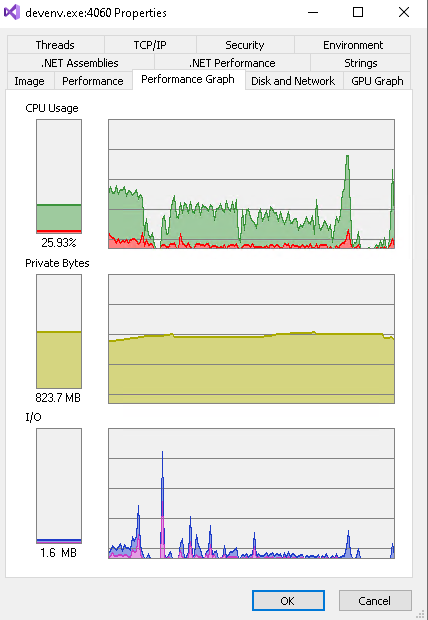 devenv.exe:4060 Properties
Threads TCP/IP Security Environment
.NET Assemblies .NET Performance Strings
Image Performance Performance Graph Disk and Network GPU Graph
CPU Usage
25.93%
Private Bytes
823.7 MB
I/O
1.6 MB
OK Cancel